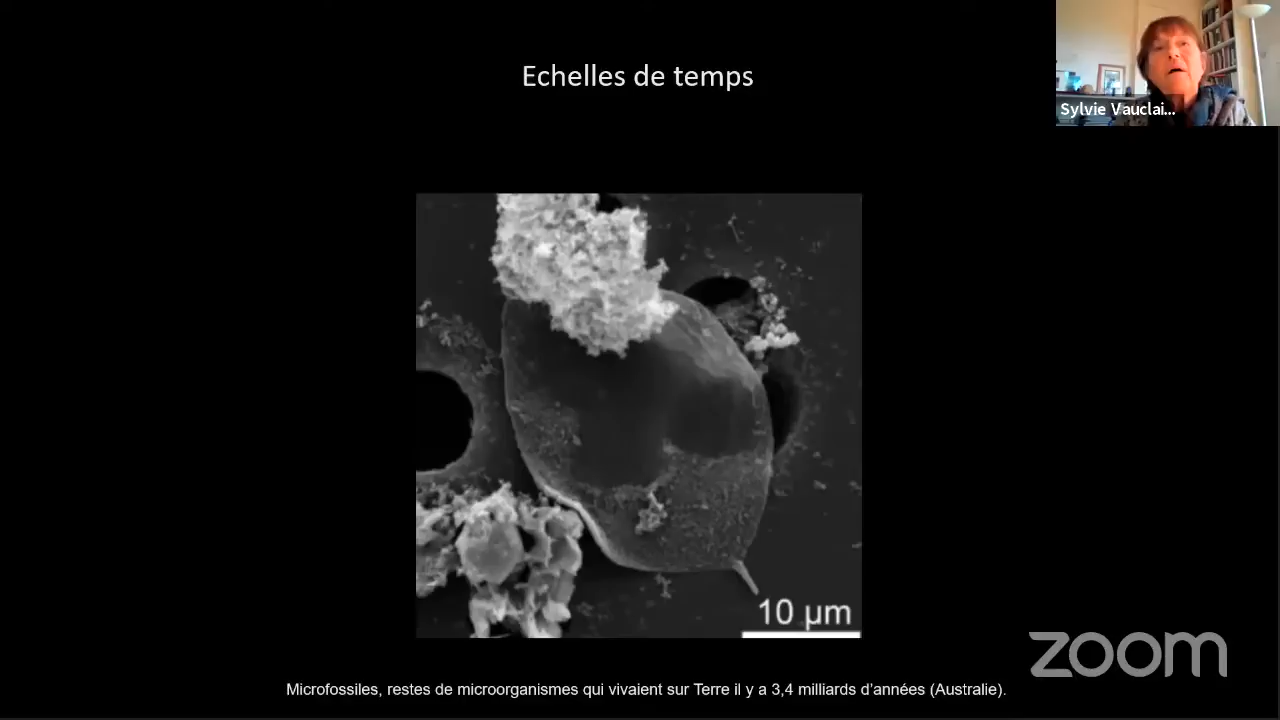 Echelles de temps
Sylvie Vauclai...
10 µm
zoom
Microfossiles, restes de microorganismes qui vivaient sur Terre il y a 3,4 milliards d'années (Australie).